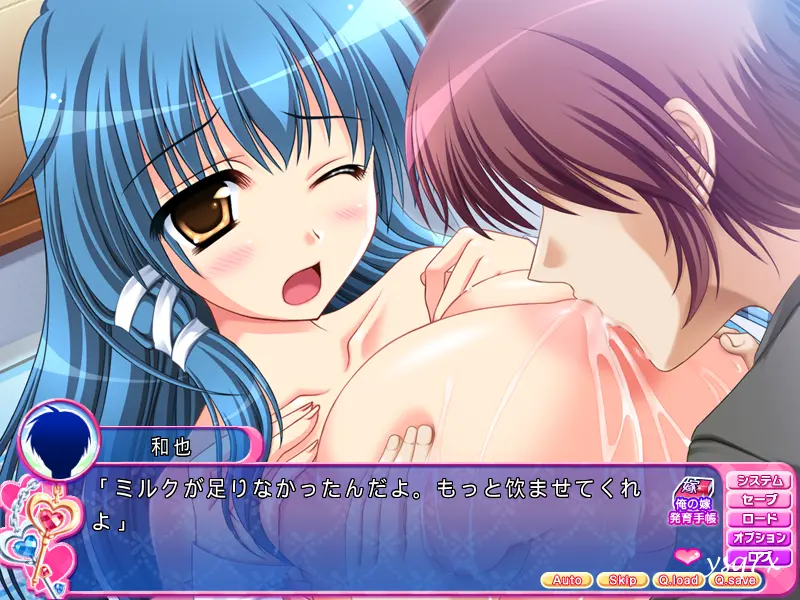 和也
「ミルクが足りなかったんだよ。もっと飲ませてくれ
よ」
俺の嫁
発育手帳
システム
セーブ
ロード
オプション
ログ
Auto
Skip
Q.load
Q.save